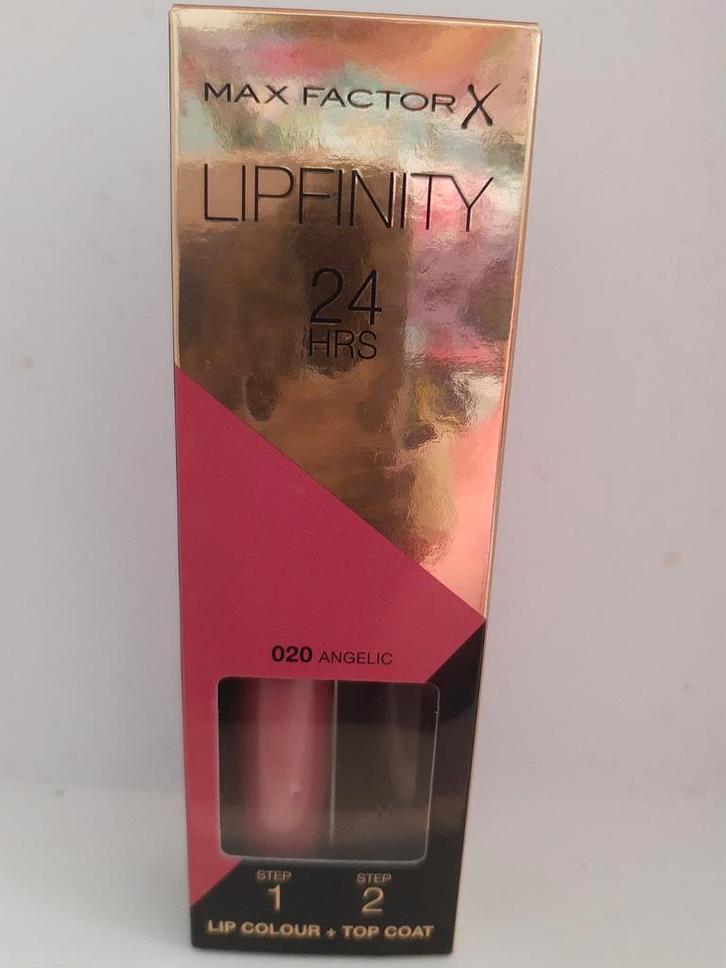 MAX FACTOR X
LIPFINITY
24
HRS
020 ANGELIC
STEP STEP
1 2
LIP COLOUR + TOP COAT